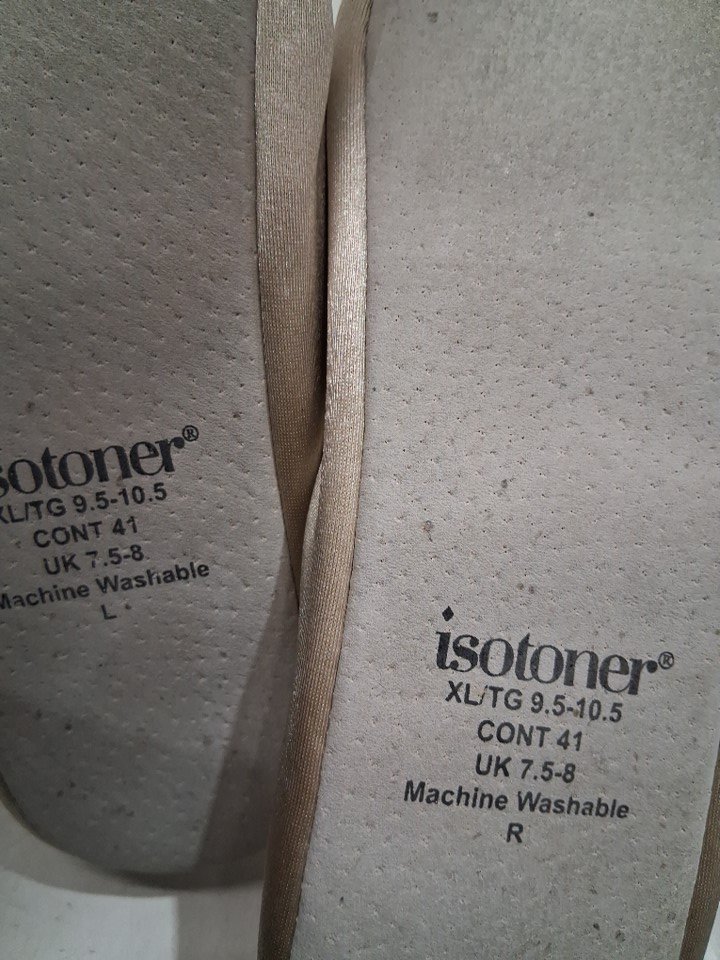 isotoner®
XL/TG 9.5-10.5
CONT 41
UK 7.5-8
Machine Washable
L
isotoner®
XL/TG 9.5-10.5
CONT 41
UK 7.5-8
Machine Washable
R